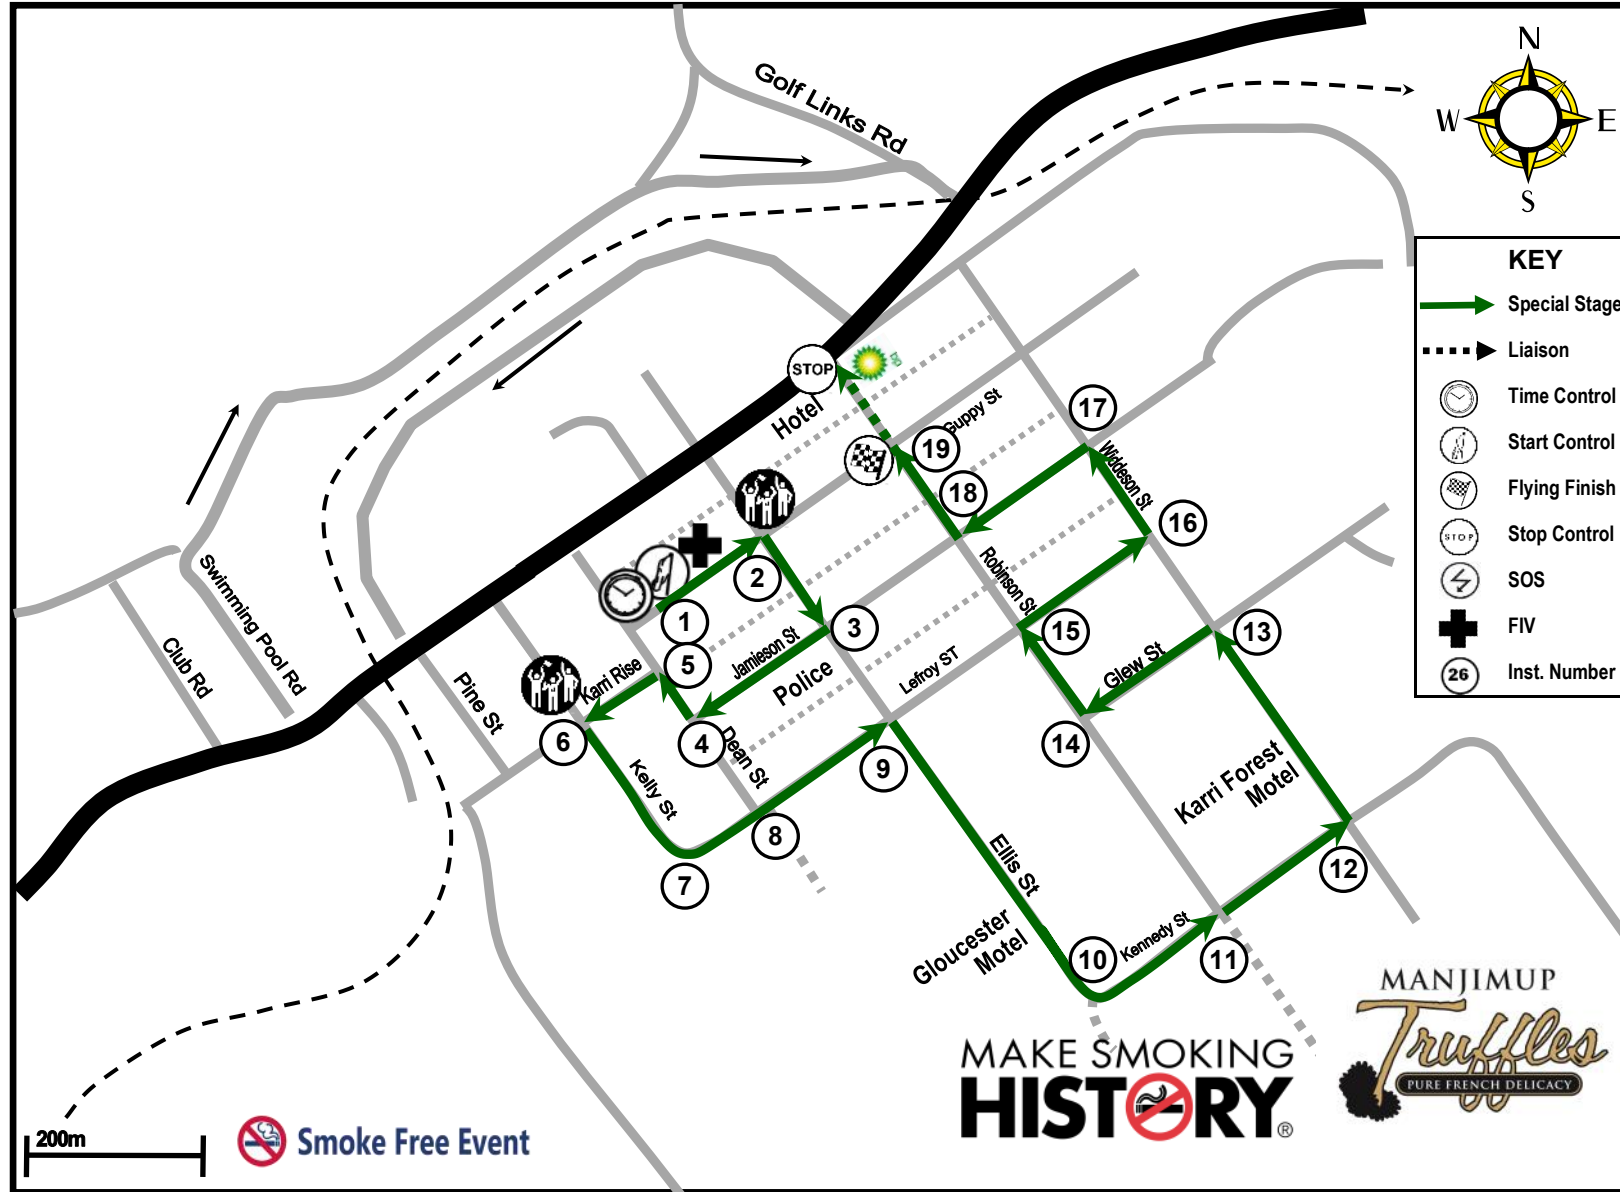 Golf Links Rd
N
W
E
S
KEY
Special Stage
Liaison
Time Control
Start Control
Flying Finish
STOP
Stop Control
SOS
FIV
26
Inst. Number
STOP
bp
Hotel
Guppy St
19
17
18
Widdeson St
16
2
Robinson St
1
3
15
13
5
Jamieson St
Police
Lefroy ST
Glew St
Karri Rise
Swimming Pool Rd
Club Rd
Pine St
6
4
Dean St
9
14
Kelly St
Karri Forest
Motel
8
7
Ellis St
12
Gloucester
Motel
10
Kennedy St
11
MANJIMUP
Truffles
PURE FRENCH DELICACY
MAKE SMOKING
HISTORY®
200m
Smoke Free Event